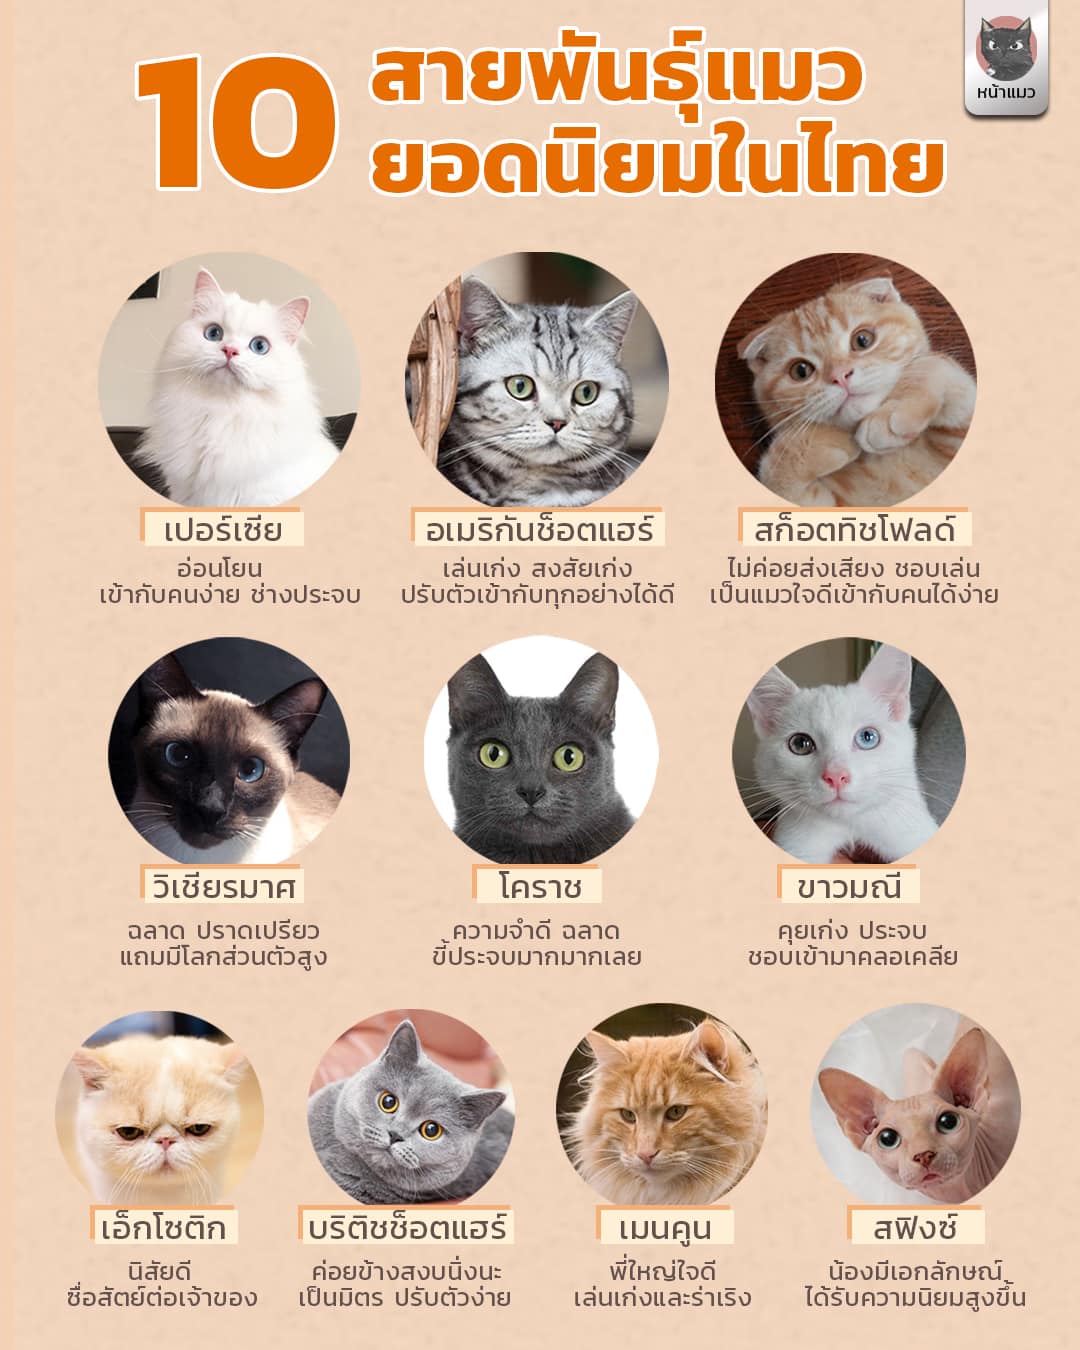 10 สายพันธุ์แมว
ยอดนิยมในไทย
หน้าแมว
เปอร์เซีย
อ่อนโยน
เข้ากับคนง่าย ช่างประจบ
อเมริกันช็อตแฮร์
เล่นเก่ง สงสัยเก่ง
ปรับตัวเข้ากับทุกอย่างได้ดี
สก็อตทิชโฟลด์
ไม่ค่อยส่งเสียง ชอบเล่น
เป็นแมวใจดีเข้ากับคนได้ง่าย
วิเชียรมาศ
ฉลาด ปราดเปรียว
แถมมีโลกส่วนตัวสูง
โคราช
ความจำดี ฉลาด
ขี้ประจบมากมากเลย
ขาวมณี
คุยเก่ง ประจบ
ชอบเข้ามาคลอเคลีย
เอ็กโซติก
นิสัยดี
ซื่อสัตย์ต่อเจ้าของ
บริติชช็อตแฮร์
ค่อยข้างสงบนิ่งนะ
เป็นมิตร ปรับตัวง่าย
เมนคูน
พี่ใหญ่ใจดี
เล่นเก่งและร่าเริง
สฟิงซ์
น้องมีเอกลักษณ์
ได้รับความนิยมสูงขึ้น